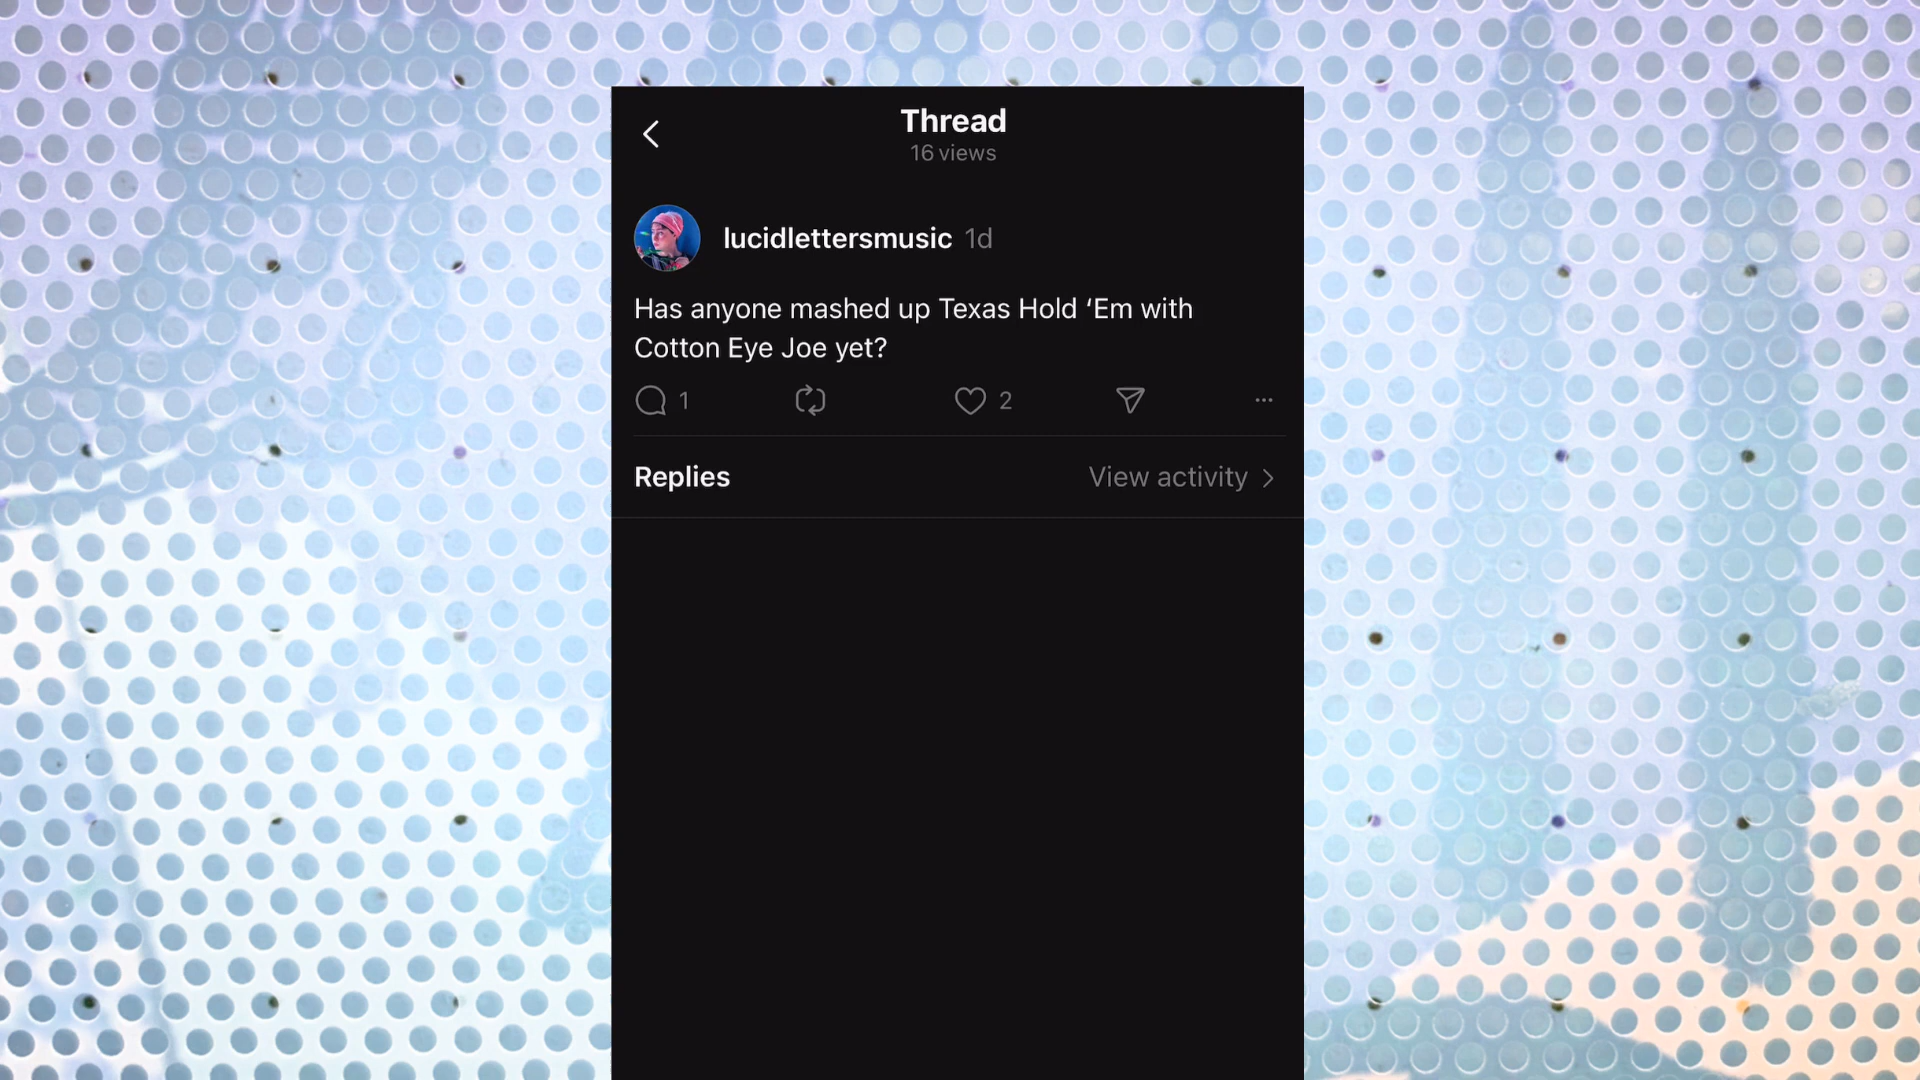 Thread
16 views
lucidlettersmusic 1d
Has anyone mashed up Texas Hold ‘Em with
Cotton Eye Joe yet?
1 2
Replies View activity